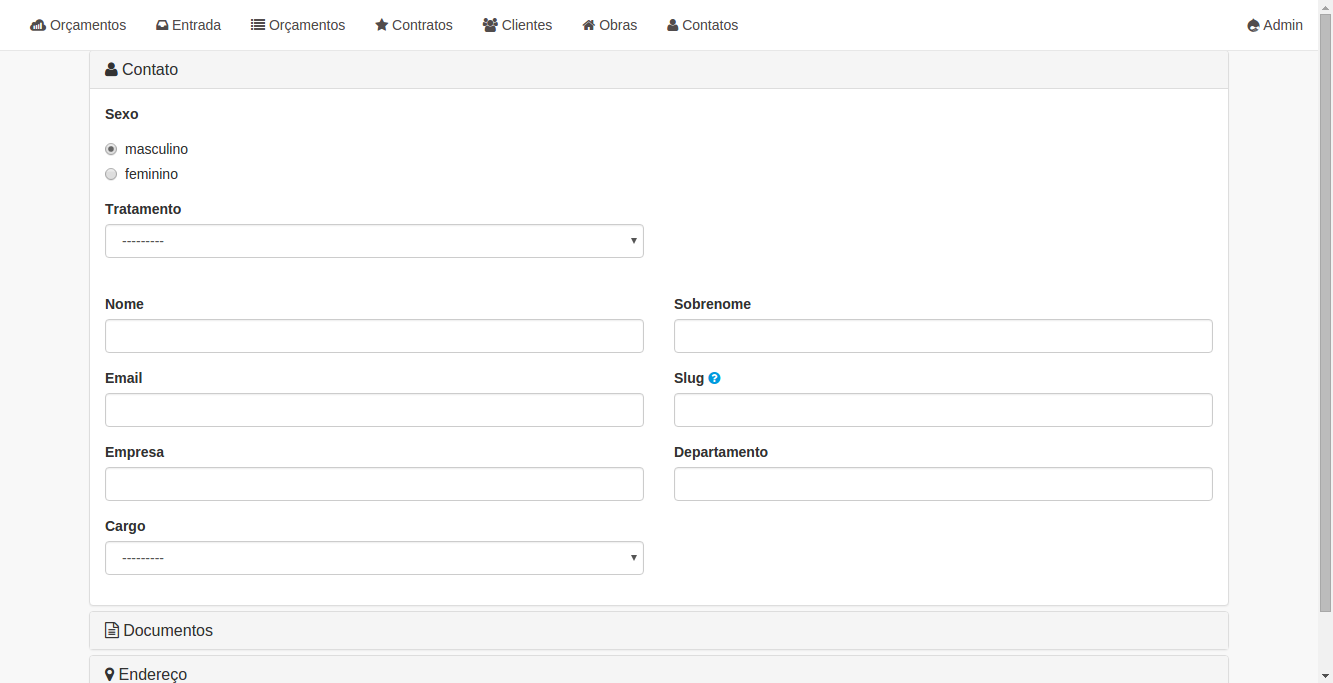 Orçamentos Entrada Orçamentos Contratos Clientes Obras Contatos Admin
Contato
Sexo
masculino
feminino
Tratamento
---------
Nome Sobrenome
Email Slug ?
Empresa Departamento
Cargo
---------
Documentos
Endereço